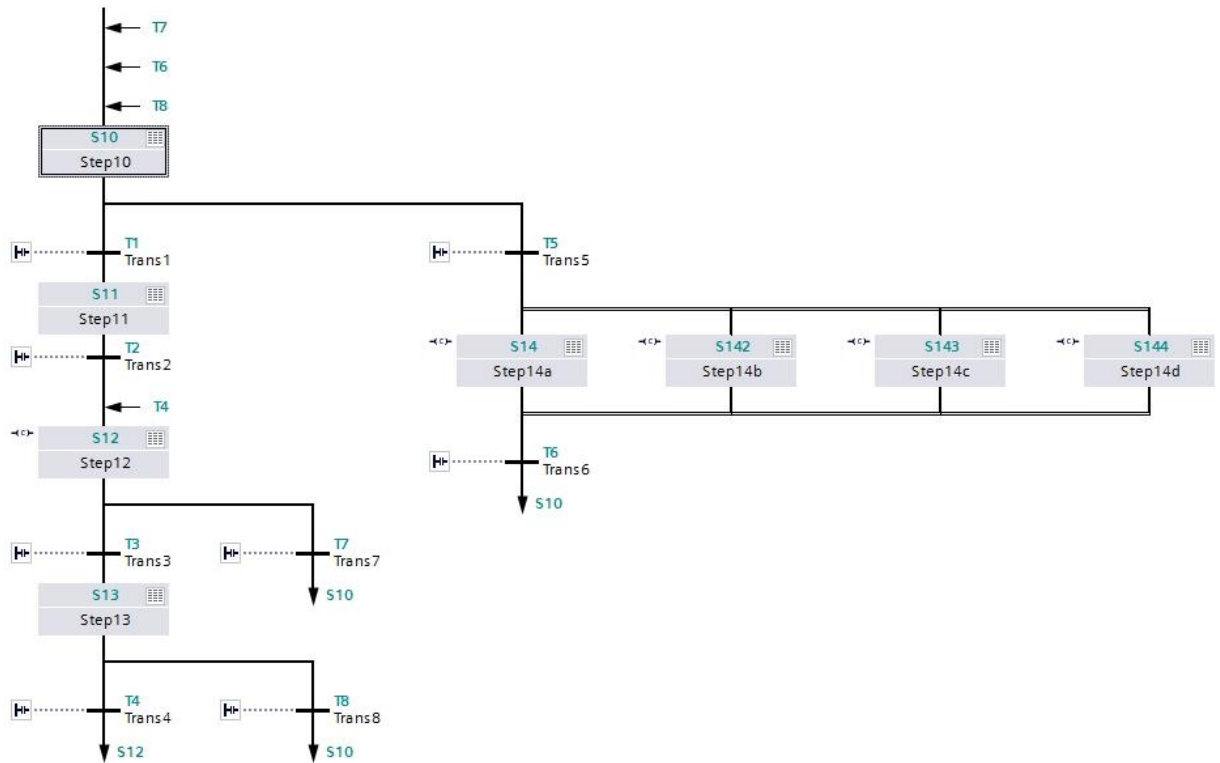 T7
T6
T8
S10
Step10
T1
Trans1
T5
Trans5
S11
Step11
T2
Trans2
S14
Step14a
S142
Step14b
S143
Step14c
S144
Step14d
T4
S12
Step12
T6
Trans6
S10
T3
Trans3
T7
Trans7
S13
Step13
S10
T4
Trans4
T8
Trans8
S12
S10